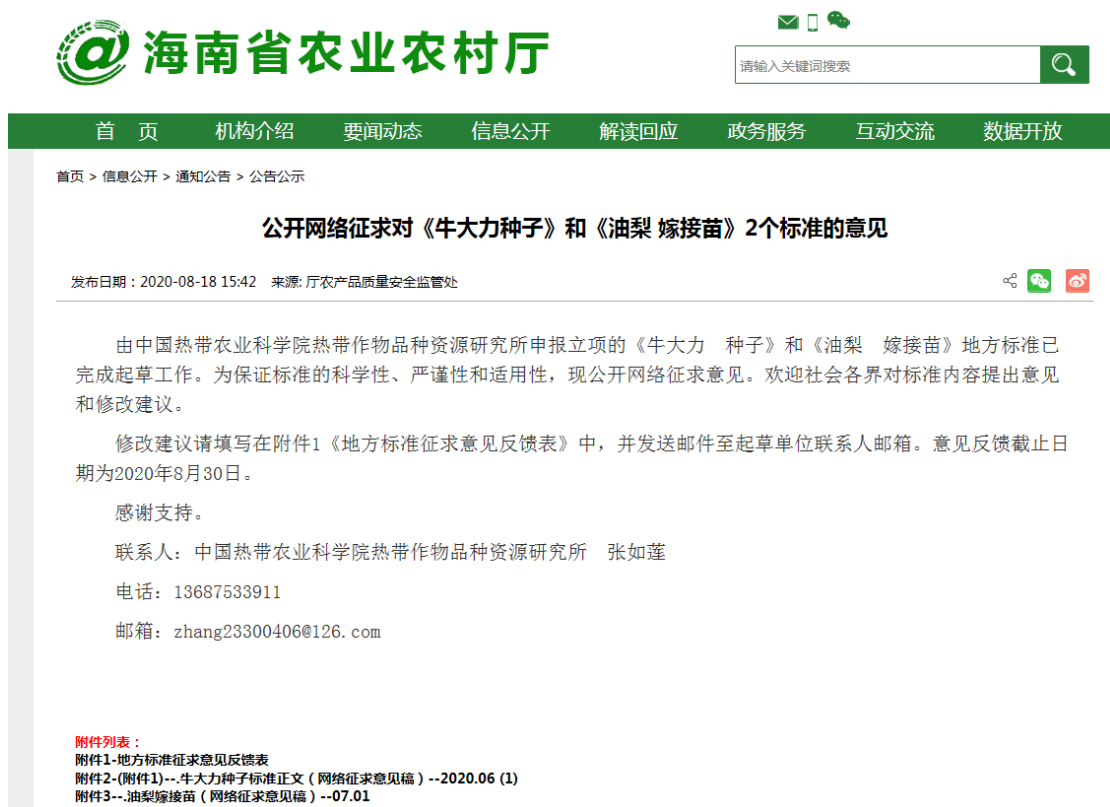 海南省农业农村厅
请输入关键词搜索
首 页 机构介绍 要闻动态 信息公开 解读回应 政务服务 互动交流 数据开放
首页 > 信息公开 > 通知公告 > 公告公示
公开网络征求对《牛大力种子》和《油梨 嫁接苗》2个标准的意见
发布日期：2020-08-18 15:42 来源: 厅农产品质量安全监管处
由中国热带农业科学院热带作物品种资源研究所申报立项的《牛大力　种子》和《油梨　嫁接苗》地方标准已
完成起草工作。为保证标准的科学性、严谨性和适用性，现公开网络征求意见。欢迎社会各界对标准内容提出意见
和修改建议。
修改建议请填写在附件1《地方标准征求意见反馈表》中，并发送邮件至起草单位联系人邮箱。意见反馈截止日
期为2020年8月30日。
感谢支持。
联系人：中国热带农业科学院热带作物品种资源研究所　张如莲
电话：13687533911
邮箱：zhang23300406@126.com
附件列表：
附件1-地方标准征求意见反馈表
附件2-(附件1)--.牛大力种子标准正文（网络征求意见稿）--2020.06 (1)
附件3--.油梨嫁接苗（网络征求意见稿）--07.01